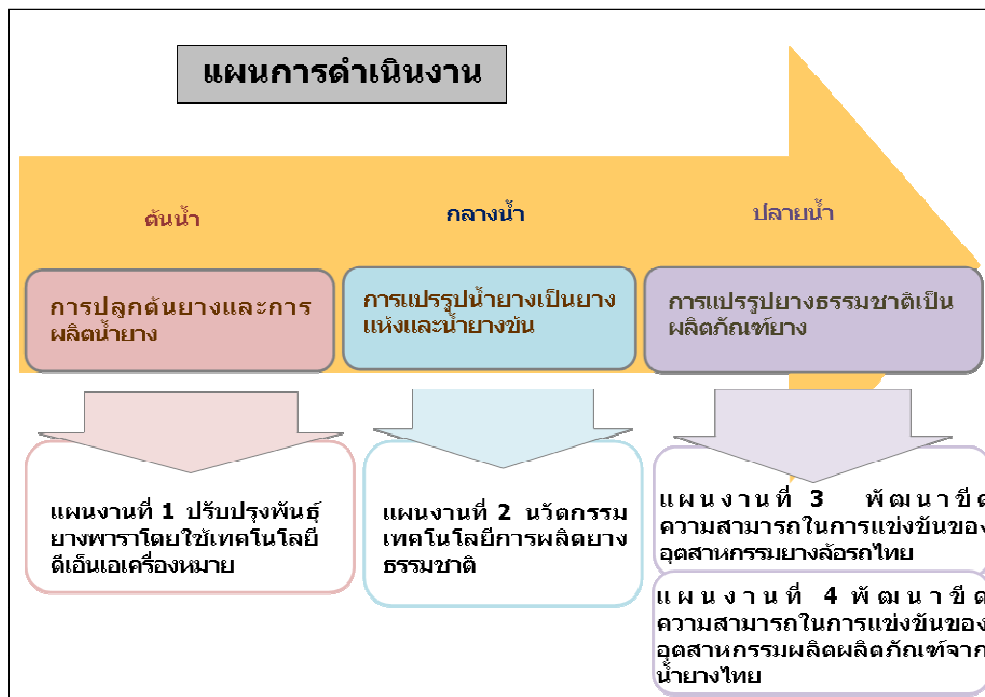 แผนการดำเนินงาน
ต้นน้ำ
กลางน้ำ
ปลายน้ำ
การปลูกต้นยางและการ
ผลิตน้ำยาง
การแปรรูปน้ำยางเป็นยาง
แห้งและน้ำยางข้น
การแปรรูปยางธรรมชาติเป็น
ผลิตภัณฑ์ยาง
แผนงานที่ 1 ปรับปรุงพันธุ์
ยางพาราโดยใช้เทคโนโลยี
ดีเอ็นเอเครื่องหมาย
แผนงานที่ 2 นวัตกรรม
เทคโนโลยีการผลิตยาง
ธรรมชาติ
แผนงานที่ 3 พัฒนาขีด
ความสามารถในการแข่งขันของ
อุตสาหกรรมยางล้อรถไทย
แผนงานที่ 4 พัฒนาขีด
ความสามารถในการแข่งขันของ
อุตสาหกรรมผลิตผลิตภัณฑ์จาก
น้ำยางไทย